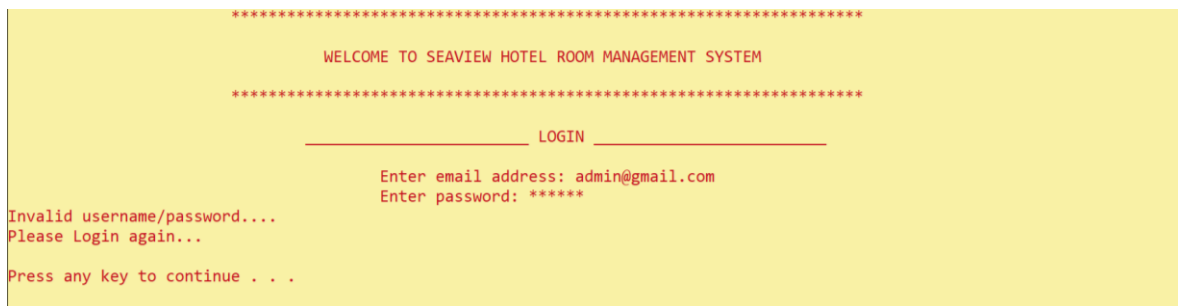 ********************************************************************
WELCOME TO SEAVIEW HOTEL ROOM MANAGEMENT SYSTEM
********************************************************************
________________________ LOGIN _________________________
Enter email address: admin@gmail.com
Enter password: ******
Invalid username/password....
Please Login again...
Press any key to continue . . .